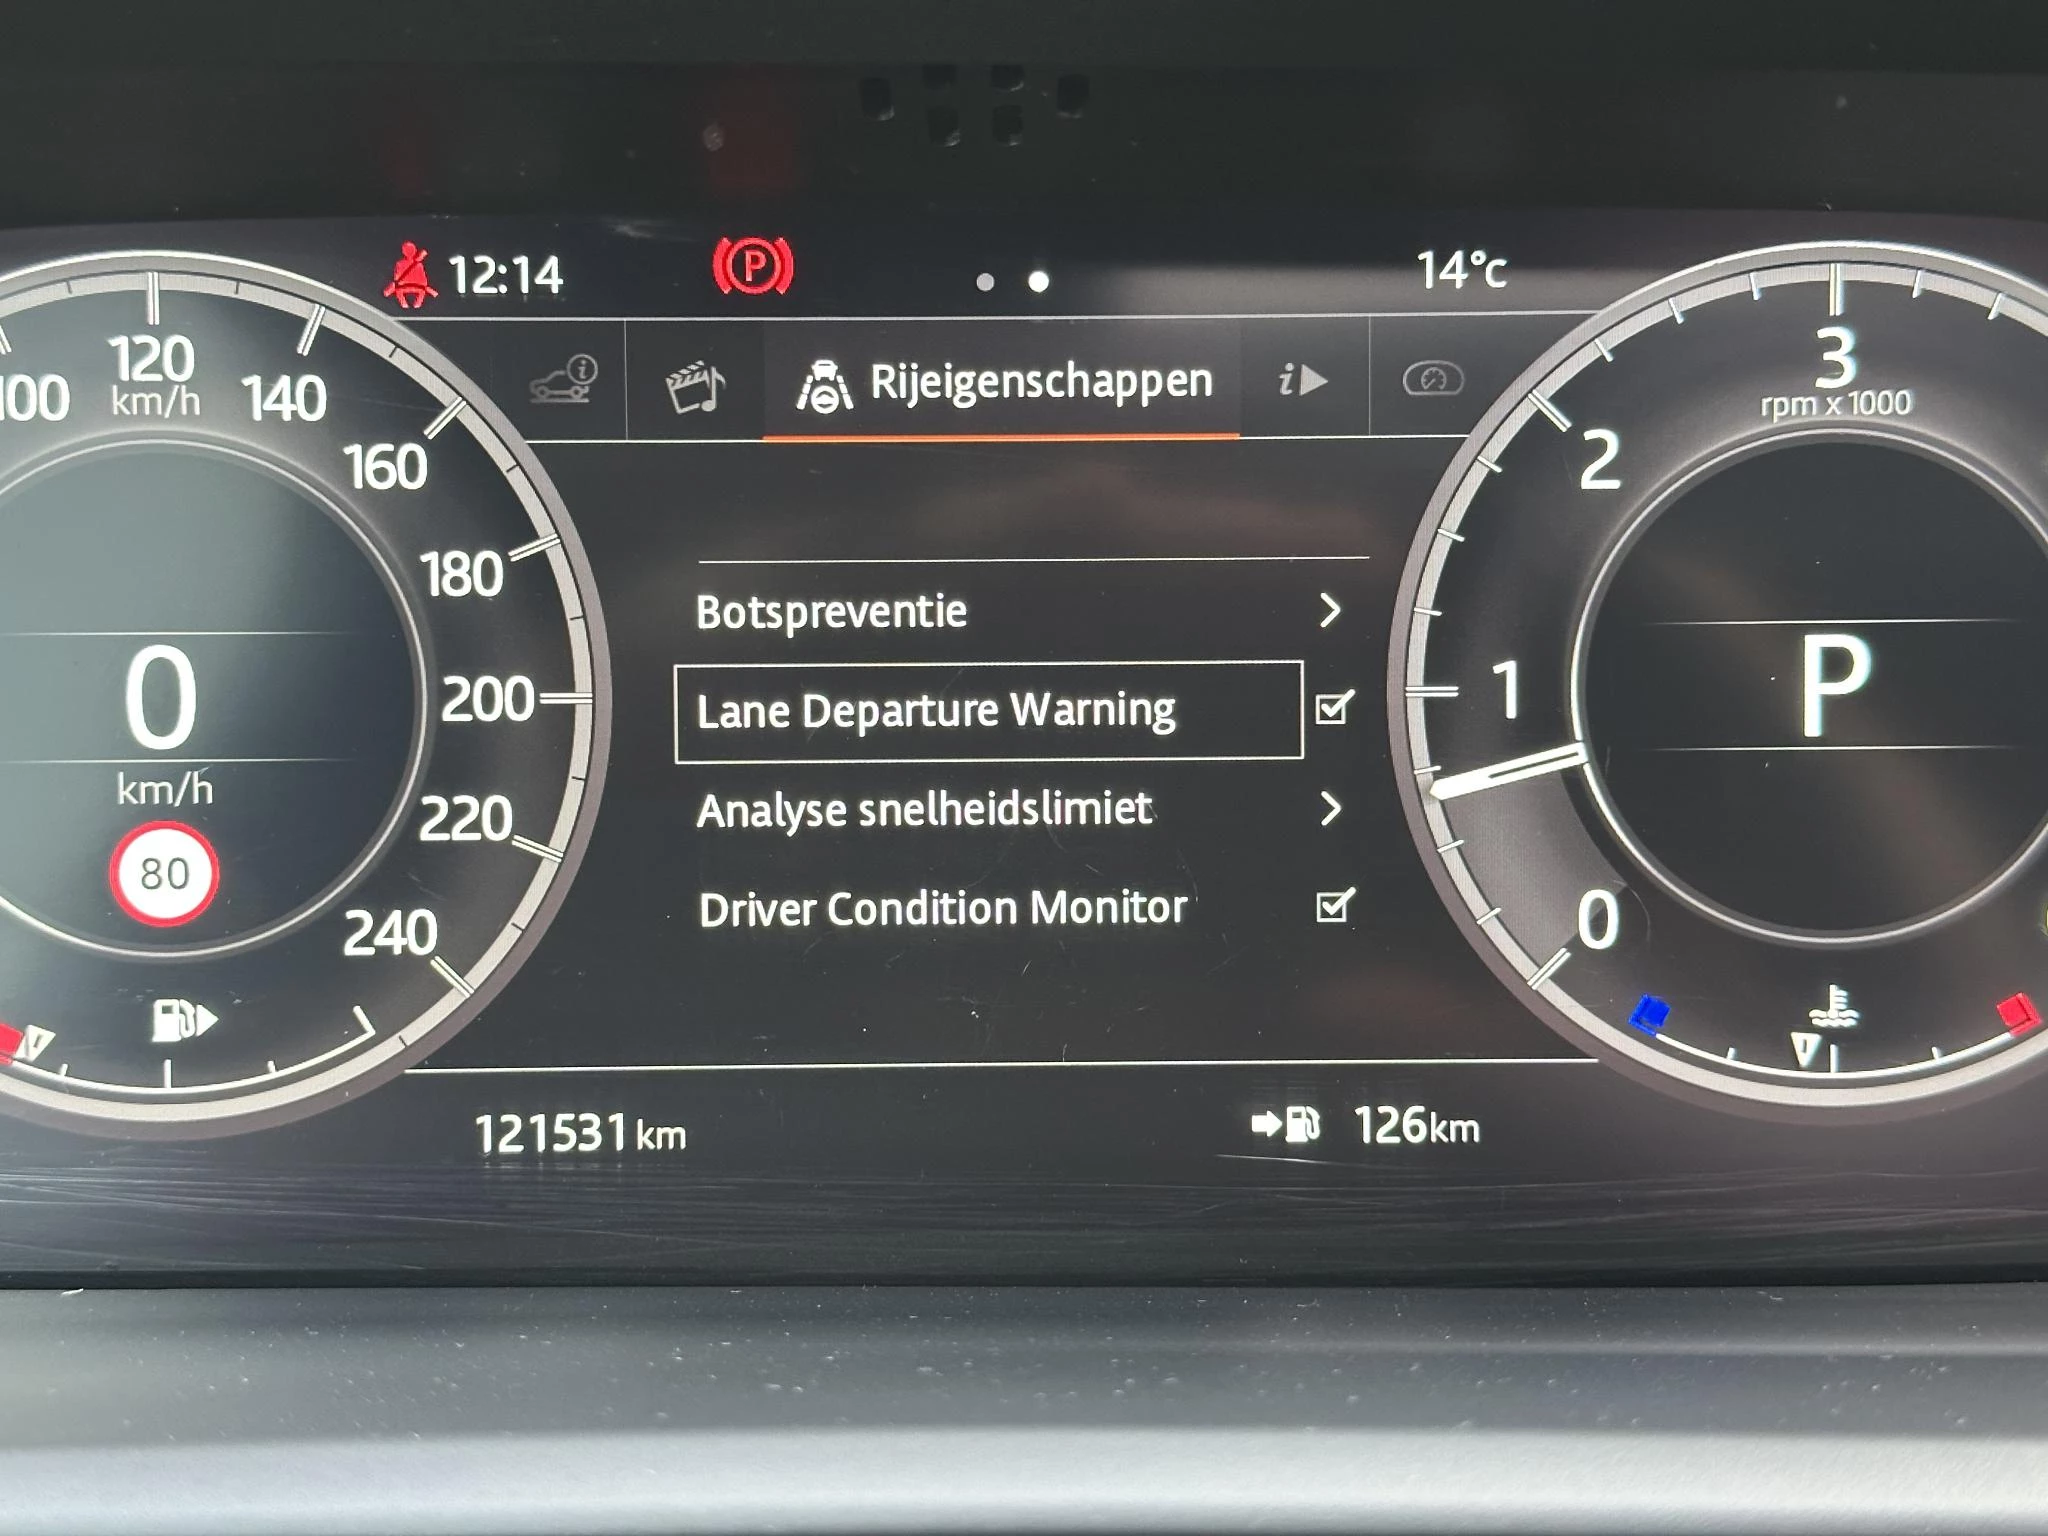 12:14
P
14°C
Rijeigenschappen
i
100
120
km/h
140
160
180
200
220
240
0
km/h
80
Botspreventie
Lane Departure Warning
Analyse snelheidslimiet
Driver Condition Monitor
3
rpm x 1000
2
1
0
P
121531 km
126km